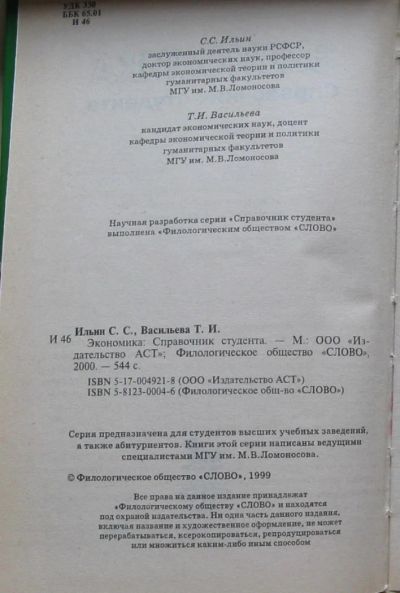 УДК 330
ББК 65.01
И 46
С.С. Ильин
заслуженный деятель науки РСФСР,
доктор экономических наук, профессор
кафедры экономической теории и политики
гуманитарных факультетов
МГУ им. М.В.Ломоносова
Т.И. Васильева
кандидат экономических наук, доцент
кафедры экономической теории и политики
гуманитарных факультетов
МГУ им. М.В.Ломоносова
Научная разработка серии «Справочник студента»
выполнена «Филологическим обществом «СЛОВО»
Ильин С. С., Васильева Т. И.
И 46 Экономика: Справочник студента. — М.: ООО «Из-
дательство АСТ»; Филологическое общество «СЛОВО»,
2000. — 544 с.
ISBN 5-17-004921-8 (ООО «Издательство АСТ»)
ISBN 5-8123-0004-6 (Филологическое общ-во «СЛОВО»)
Серия предназначена для студентов высших учебных заведений,
а также абитуриентов. Книги этой серии написаны ведущими
специалистами МГУ им. М.В.Ломоносова.
© Филологическое общество «СЛОВО», 1999
Все права на данное издание принадлежат
«Филологическому обществу «СЛОВО» и находятся
под охраной издательства. Ни одна часть данного издания,
включая название и художественное оформление, не может
перерабатываться, ксерокопироваться, репродуцироваться
или множиться каким-либо иным способом